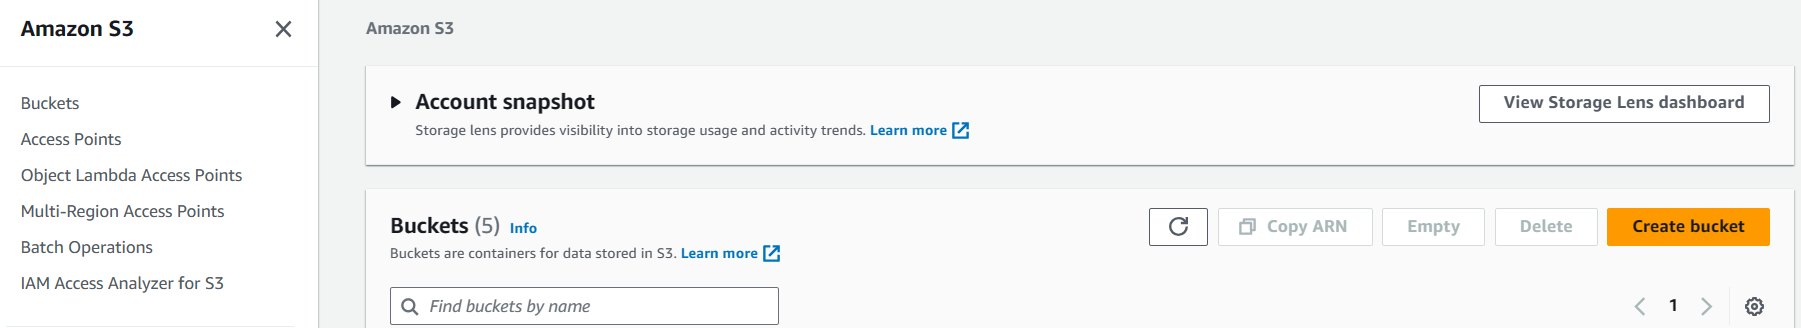 Amazon S3
Buckets
Access Points
Object Lambda Access Points
Multi-Region Access Points
Batch Operations
IAM Access Analyzer for S3
Amazon S3
Account snapshot
View Storage Lens dashboard
Storage lens provides visibility into storage usage and activity trends. Learn more
Buckets (5) Info
Copy ARN Empty Delete Create bucket
Buckets are containers for data stored in S3. Learn more
Find buckets by name
1